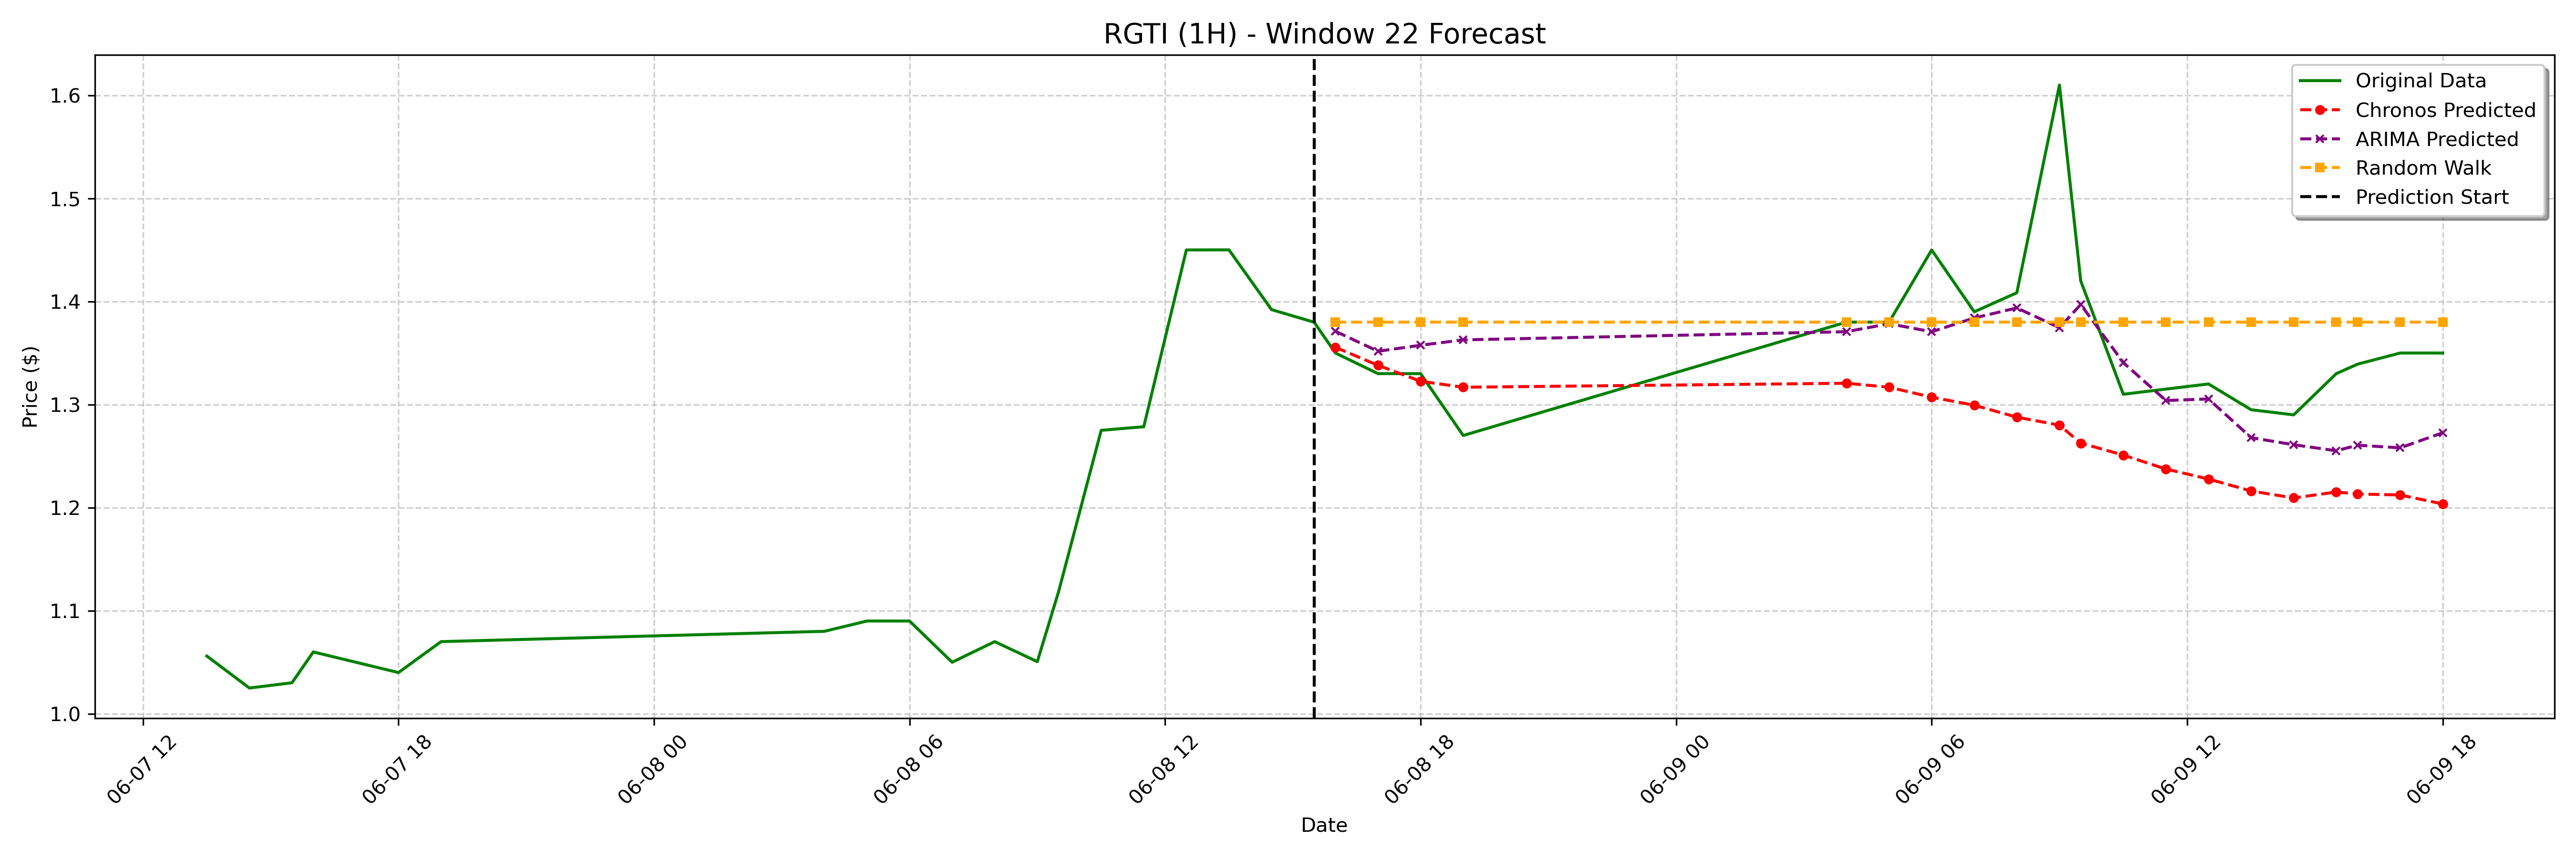 RGTI (1H) - Window 22 Forecast
Original Data
Chronos Predicted
ARIMA Predicted
Random Walk
Prediction Start
Price ($)
1.6
1.5
1.4
1.3
1.2
1.1
1.0
06-07 12
06-07 18
06-08 00
06-08 06
06-08 12
06-08 18
06-09 00
06-09 06
06-09 12
06-09 18
Date